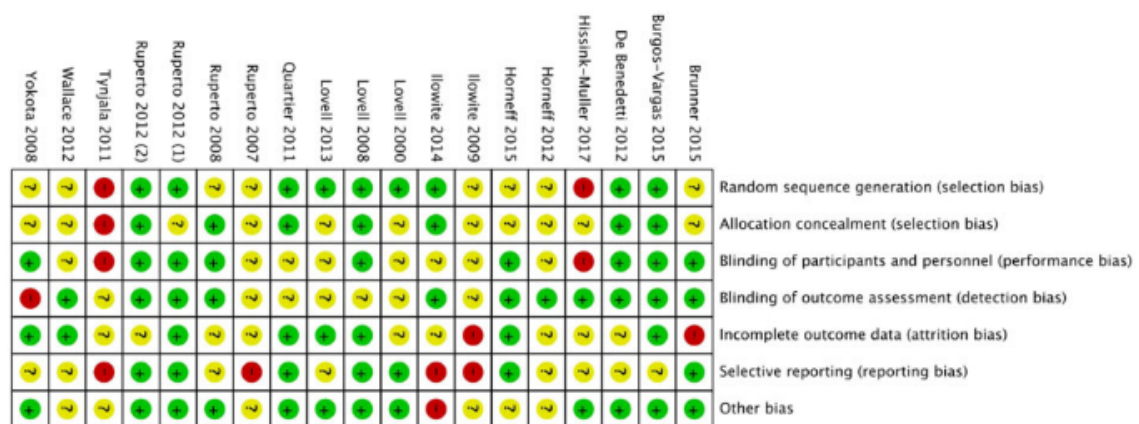 Yokota 2008
Wallace 2012
Tynjala 2011
Ruperto 2012 (2)
Ruperto 2012 (1)
Ruperto 2008
Ruperto 2007
Quartier 2011
Lovell 2013
Lovell 2008
Lovell 2000
Ilowite 2014
Ilowite 2009
Horneff 2015
Horneff 2012
Hissink-Muller 2017
De Benedetti 2012
Burgos-Vargas 2015
Brunner 2015
? ? - + + ? ? + + + + + ? ? ? - + + ? Random sequence generation (selection bias)
? ? - + ? + ? + ? + ? + ? ? ? ? + + ? Allocation concealment (selection bias)
+ ? - + + + ? ? ? + ? ? ? + ? - + + + Blinding of participants and personnel (performance bias)
- + ? + + + ? ? ? ? ? + ? + + + + + + Blinding of outcome assessment (detection bias)
+ + ? ? + ? ? + + + ? ? - + ? ? ? + - Incomplete outcome data (attrition bias)
? ? - + + ? - + ? + + - - + ? ? ? ? + Selective reporting (reporting bias)
+ ? ? + + + ? + + + + - ? ? ? + + + + Other bias